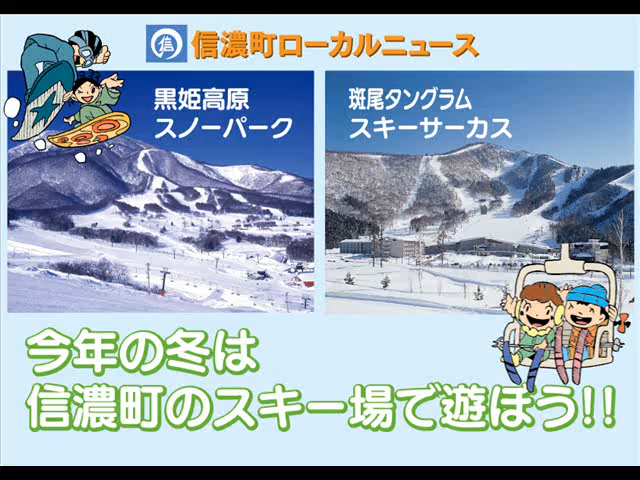 信 信濃町ローカルニュース
黒姫高原
スノーパーク
斑尾タングラム
スキーサーカス
今年の冬は
信濃町のスキー場で遊ぼう!!